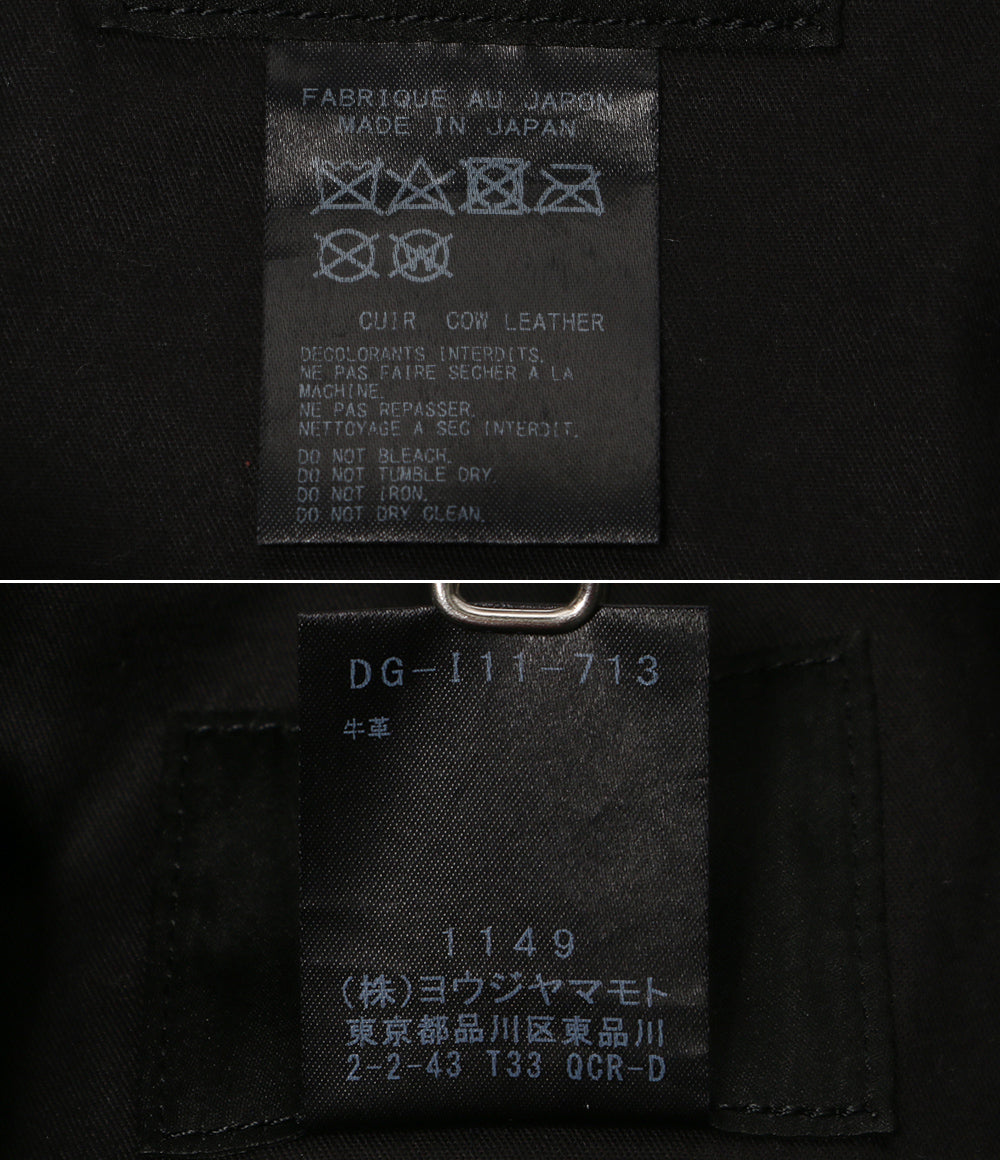 FABRIQUE AU JAPON
MADE IN JAPAN
W
CUIR COW LEATHER
DECOLORANTS INTERDITS.
NE PAS FAIRE SECHER A LA
MACHINE.
NE PAS REPASSER.
NETTOYAGE A SEC INTERDIT.
DO NOT BLEACH.
DO NOT TUMBLE DRY.
DO NOT IRON.
DO NOT DRY CLEAN.
DG-I11-713
牛革
1149
(株)ヨウジヤマモト
東京都品川区東品川
2-2-43 T33 QCR-D